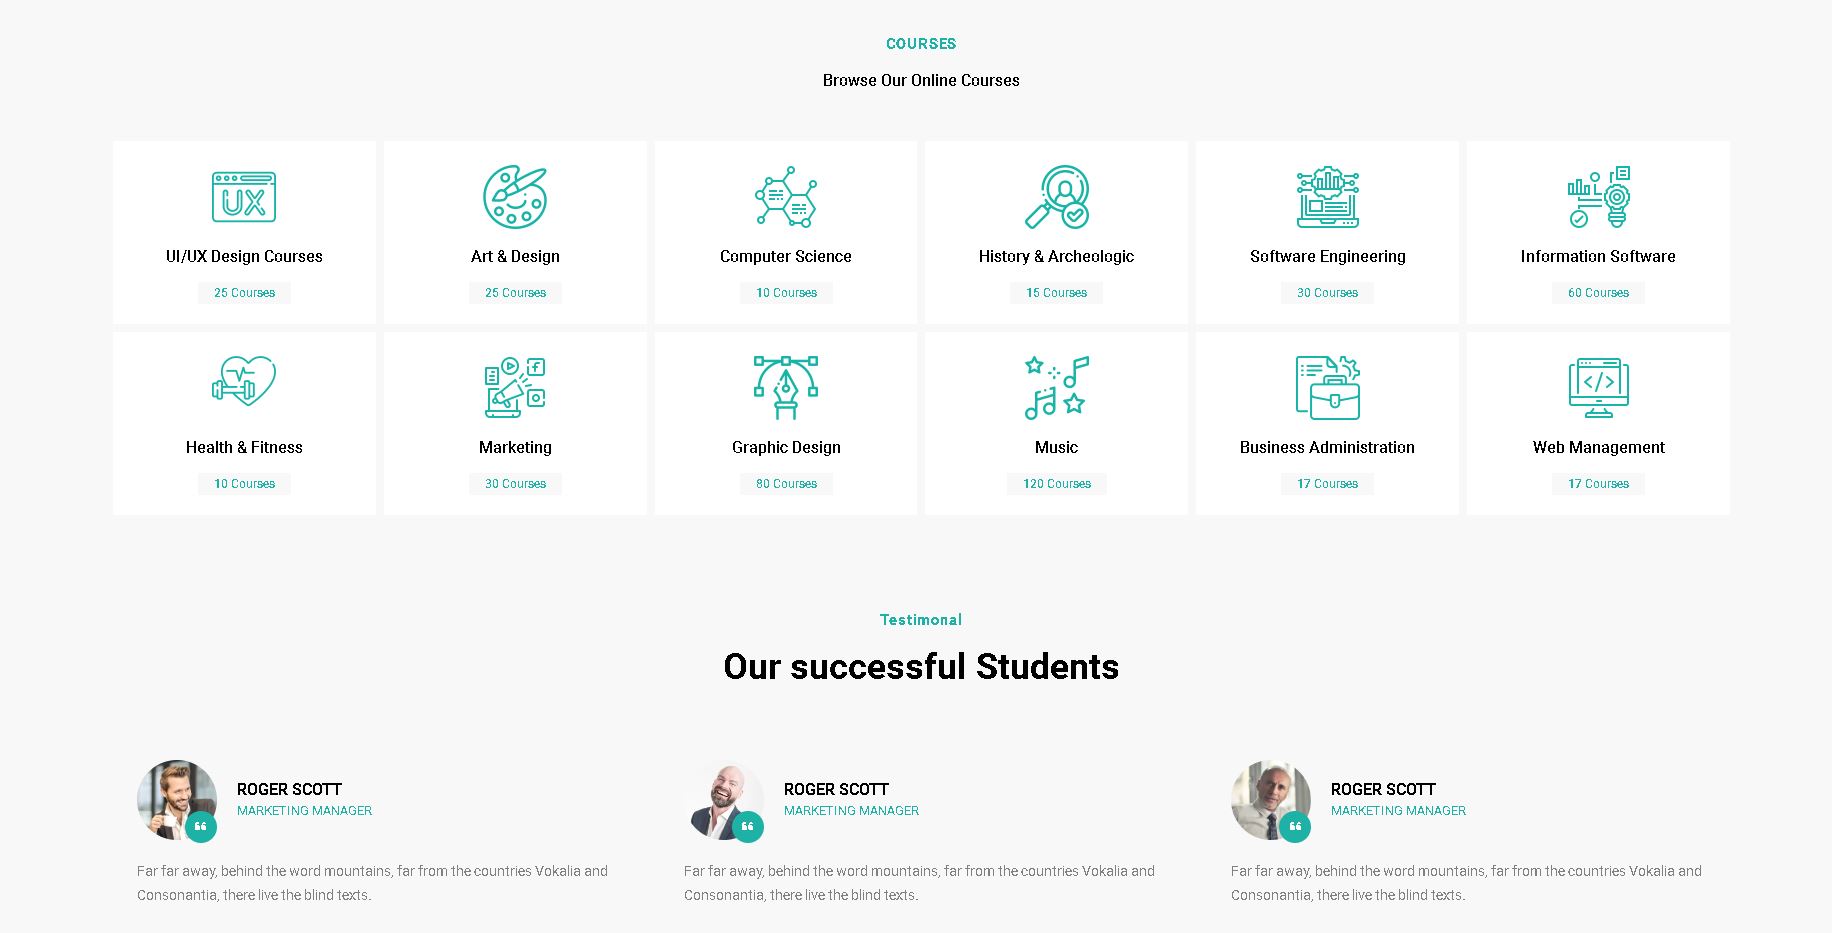 COURSES
Browse Our Online Courses
UX
UI/UX Design Courses
25 Courses
Art & Design
25 Courses
Computer Science
10 Courses
History & Archeologic
15 Courses
Software Engineering
30 Courses
Information Software
60 Courses
Health & Fitness
10 Courses
Marketing
30 Courses
Graphic Design
80 Courses
Music
120 Courses
Business Administration
17 Courses
Web Management
17 Courses
Testimonal
Our successful Students
ROGER SCOTT
MARKETING MANAGER
Far far away, behind the word mountains, far from the countries Vokalia and
Consonantia, there live the blind texts.
ROGER SCOTT
MARKETING MANAGER
Far far away, behind the word mountains, far from the countries Vokalia and
Consonantia, there live the blind texts.
ROGER SCOTT
MARKETING MANAGER
Far far away, behind the word mountains, far from the countries Vokalia and
Consonantia, there live the blind texts.